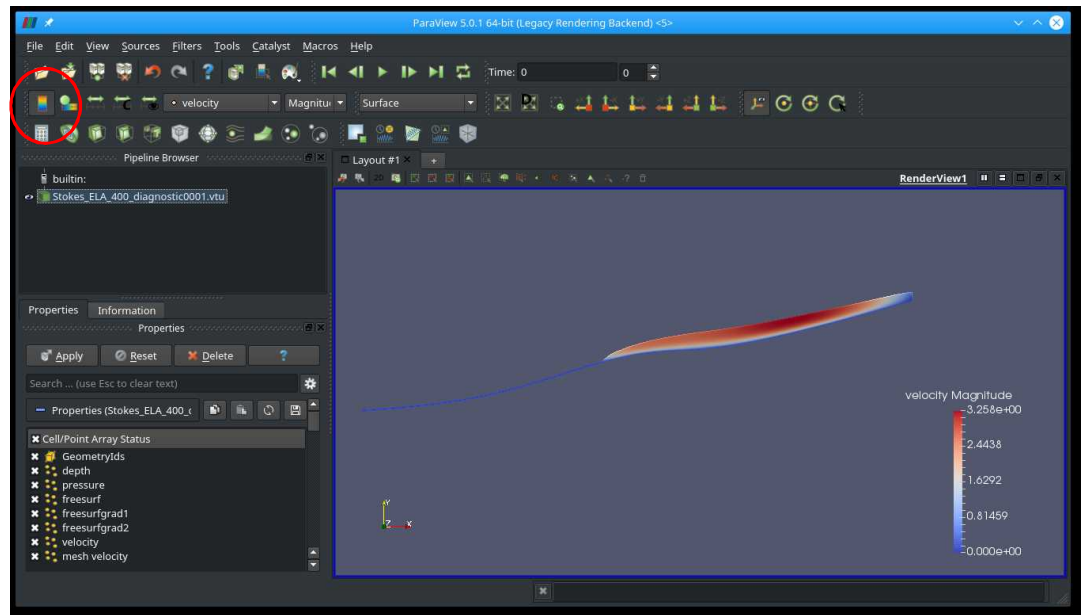 ParaView 5.0.1 64-bit (Legacy Rendering Backend) <5>
File Edit View Sources Filters Tools Catalyst Macros Help
Time: 0 0
velocity Magnitu Surface
Pipeline Browser
Layout #1
builtin:
2D
RenderView1
Stokes_ELA_400_diagnostic0001.vtu
Properties Information
Properties
Apply Reset Delete ?
Search ... (use Esc to clear text)
Properties (Stokes_ELA_400_c
Cell/Point Array Status
GeometryIds
depth
pressure
freesurf
freesurfgrad1
freesurfgrad2
velocity
mesh velocity
velocity Magnitude
3.258e+00
2.4438
1.6292
0.81459
0.000e+00
Y
Z X